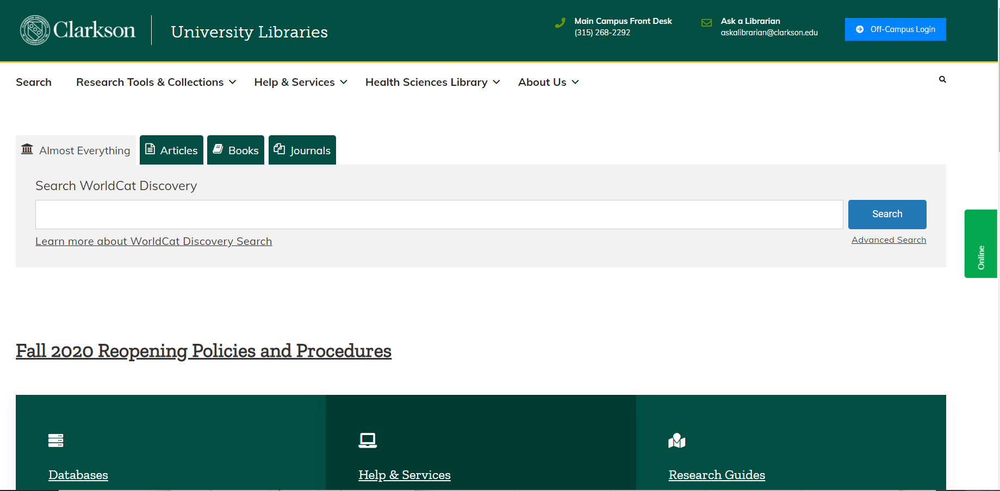 Clarkson
University Libraries
Main Campus Front Desk
(315) 268-2292
Ask a Librarian
askalibrarian@clarkson.edu
Off-Campus Login
Search
Research Tools & Collections
Help & Services
Health Sciences Library
About Us
Almost Everything
Articles
Books
Journals
Search WorldCat Discovery
Search
Learn more about WorldCat Discovery Search
Advanced Search
Online
Fall 2020 Reopening Policies and Procedures
Databases
Help & Services
Research Guides